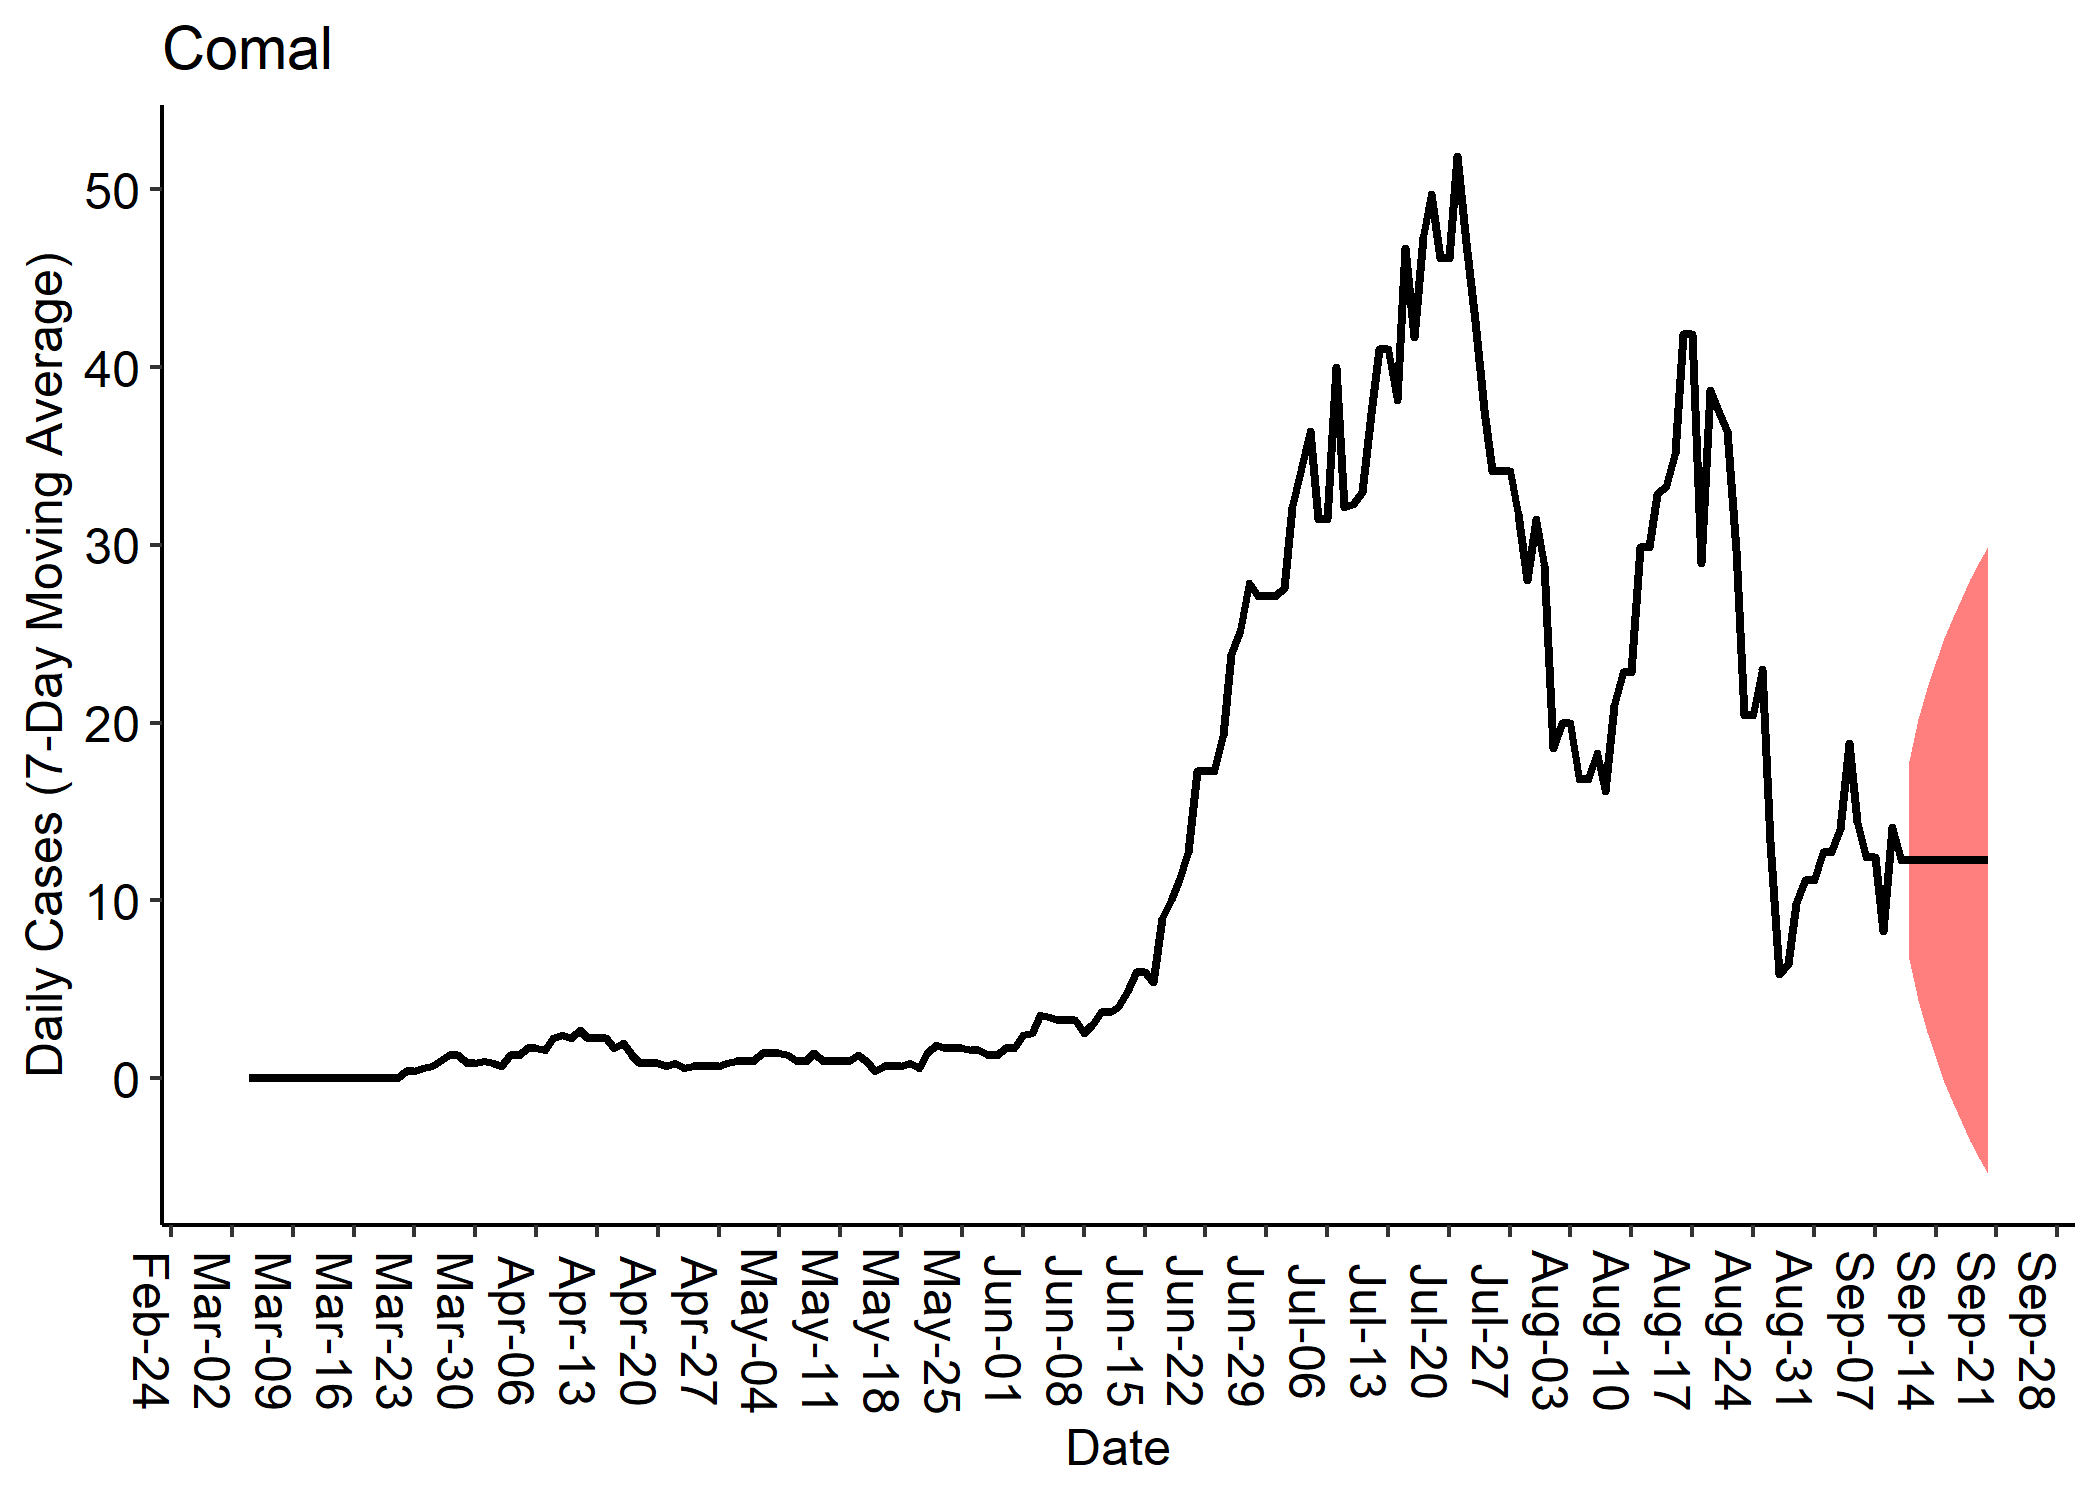 Comal
Daily Cases (7-Day Moving Average)
50
40
30
20
10
0
Feb-24
Mar-02
Mar-09
Mar-16
Mar-23
Mar-30
Apr-06
Apr-13
Apr-20
Apr-27
May-04
May-11
May-18
May-25
Jun-01
Jun-08
Jun-15
Jun-22
Jun-29
Jul-06
Jul-13
Jul-20
Jul-27
Aug-03
Aug-10
Aug-17
Aug-24
Aug-31
Sep-07
Sep-14
Sep-21
Sep-28
Date